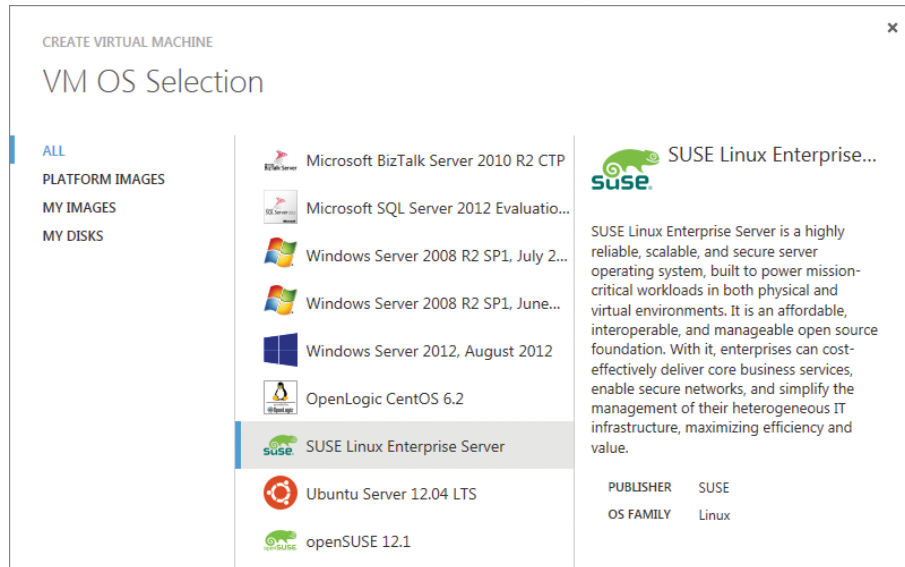 CREATE VIRTUAL MACHINE
VM OS Selection
ALL
PLATFORM IMAGES
MY IMAGES
MY DISKS
Microsoft BizTalk Server 2010 R2 CTP
Microsoft SQL Server 2012 Evaluatio...
Windows Server 2008 R2 SP1, July 2...
Windows Server 2008 R2 SP1, June...
Windows Server 2012, August 2012
OpenLogic CentOS 6.2
SUSE Linux Enterprise Server
Ubuntu Server 12.04 LTS
openSUSE 12.1
SUSE Linux Enterprise...
SUSE Linux Enterprise Server is a highly
reliable, scalable, and secure server
operating system, built to power mission-
critical workloads in both physical and
virtual environments. It is an affordable,
interoperable, and manageable open source
foundation. With it, enterprises can cost-
effectively deliver core business services,
enable secure networks, and simplify the
management of their heterogeneous IT
infrastructure, maximizing efficiency and
value.
PUBLISHER SUSE
OS FAMILY Linux